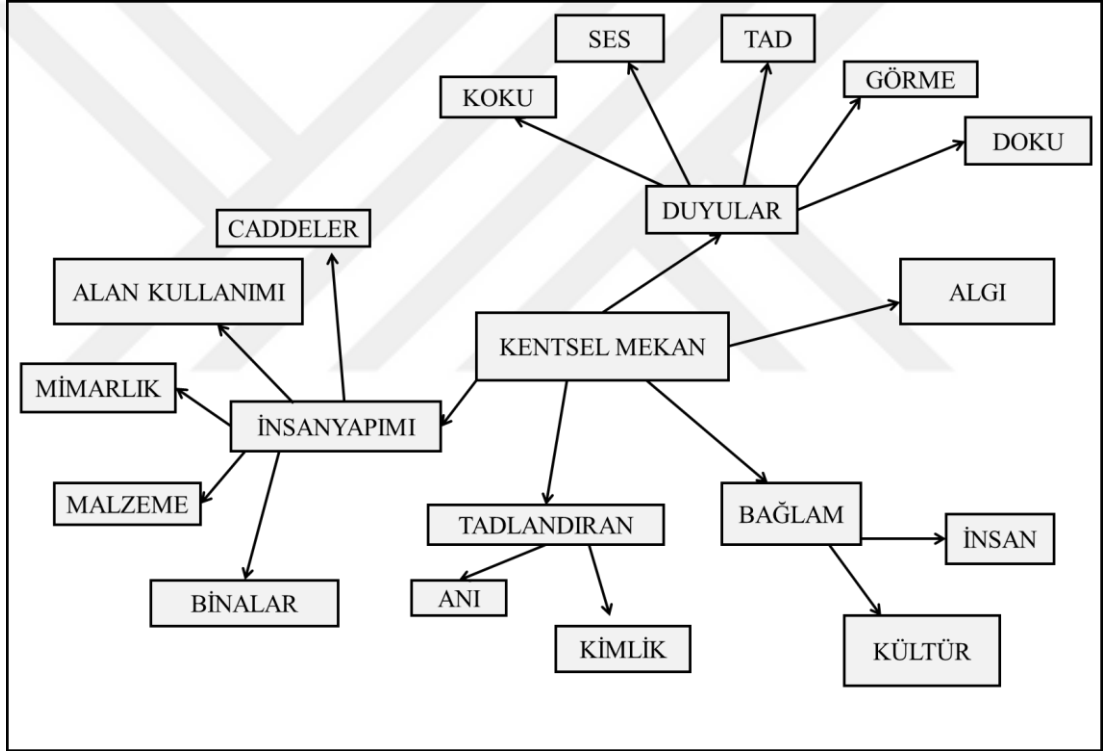 SES
TAD
GÖRME
KOKU
DOKU
DUYULAR
CADDELER
ALAN KULLANIMI
ALGI
KENTSEL MEKAN
MİMARLIK
İNSANYAPIMI
MALZEME
TADLANDIRAN
BAĞLAM
İNSAN
BİNALAR
ANI
KİMLİK
KÜLTÜR